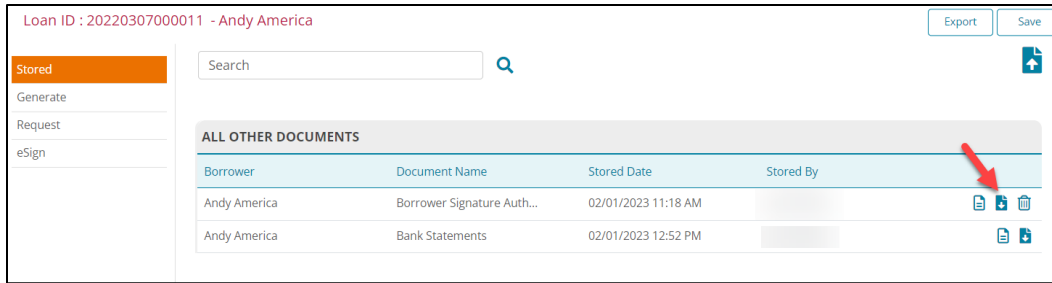 Loan ID : 20220307000011 - Andy America
Export
Save
Stored
Generate
Request
eSign
Search
ALL OTHER DOCUMENTS
Borrower Document Name Stored Date Stored By
Andy America Borrower Signature Auth... 02/01/2023 11:18 AM
Andy America Bank Statements 02/01/2023 12:52 PM